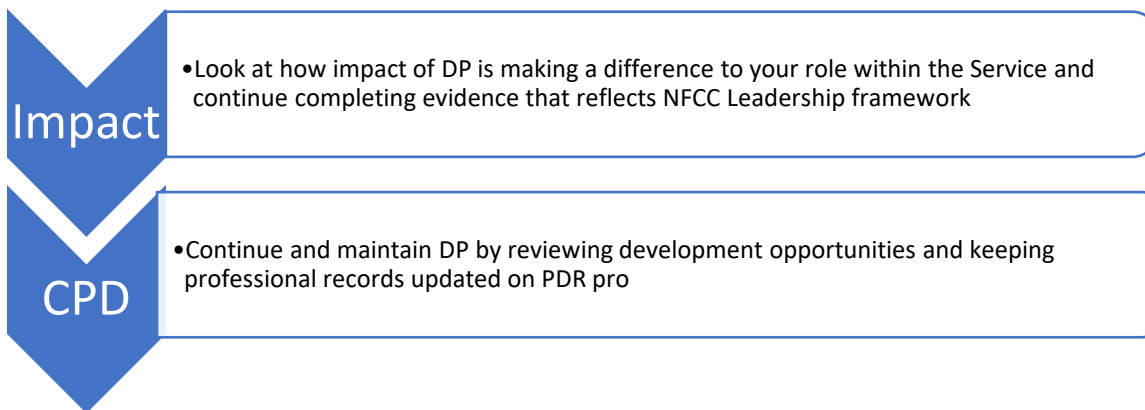 Impact
•Look at how impact of DP is making a difference to your role within the Service and
continue completing evidence that reflects NFCC Leadership framework
CPD
•Continue and maintain DP by reviewing development opportunities and keeping
professional records updated on PDR pro